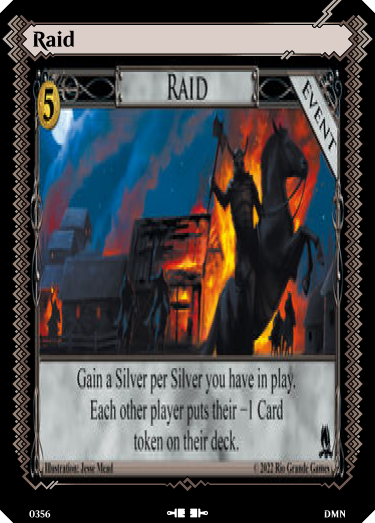 Raid
RAID
5
EVENT
Gain a Silver per Silver you have in play.
Each other player puts their −1 Card
token on their deck.
Illustration: Jesse Mead
© 2022 Rio Grande Games
0356
DMN